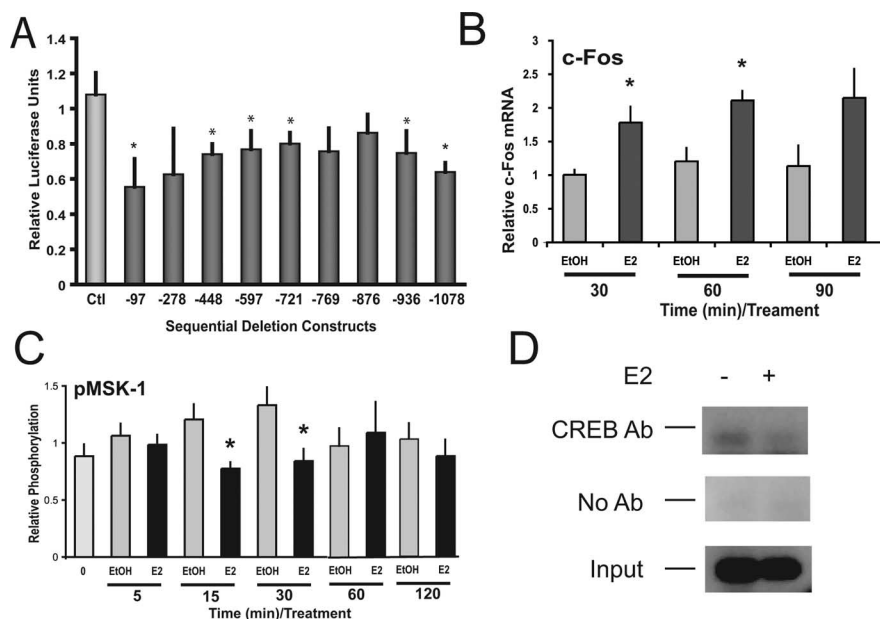 A
Relative Luciferase Units
1.4
1.2
1
0.8
0.6
0.4
0.2
0
* * * * * * *
Ctl -97 -278 -448 -597 -721 -769 -876 -936 -1078
Sequential Deletion Constructs
B
c-Fos
Relative c-Fos mRNA
3
2.5
2
1.5
1
0.5
0
* *
EtOH E2 EtOH E2 EtOH E2
30 60 90
Time (min)/Treament
C
pMSK-1
Relative Phosphorylation
1.5
1
0.5
0
* *
0 EtOH E2 EtOH E2 EtOH E2 EtOH E2 EtOH E2
5 15 30 60 120
Time (min)/Treatment
D
E2 - +
CREB Ab
No Ab
Input